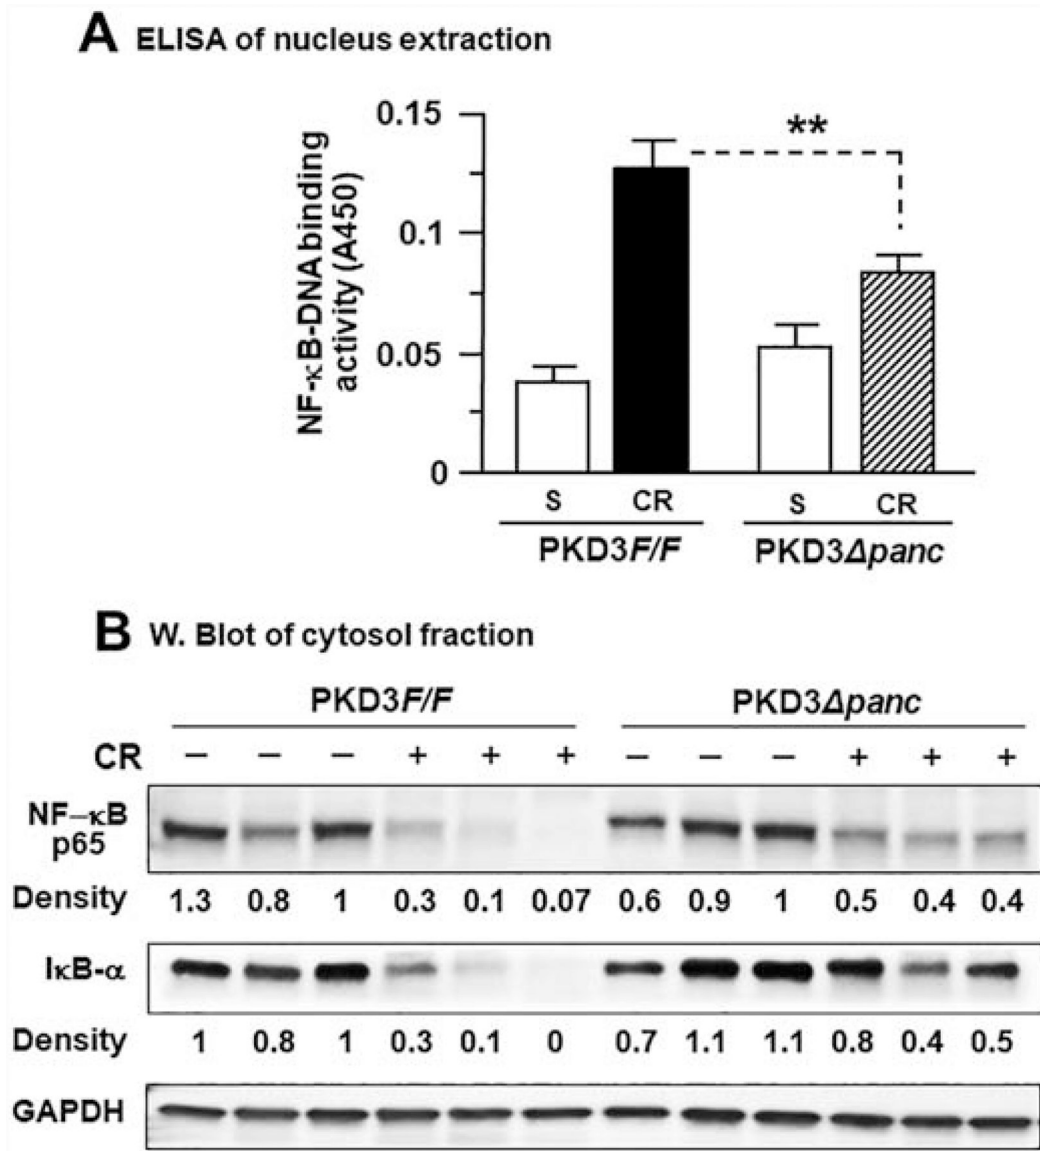 A ELISA of nucleus extraction
NF-κB-DNA binding
activity (A450)
0.15
0.1
0.05
0
**
S CR S CR
PKD3F/F PKD3Δpanc
B W. Blot of cytosol fraction
PKD3F/F PKD3Δpanc
CR − − − + + + − − − + + +
NF−κB
p65
Density 1.3 0.8 1 0.3 0.1 0.07 0.6 0.9 1 0.5 0.4 0.4
IκB-α
Density 1 0.8 1 0.3 0.1 0 0.7 1.1 1.1 0.8 0.4 0.5
GAPDH